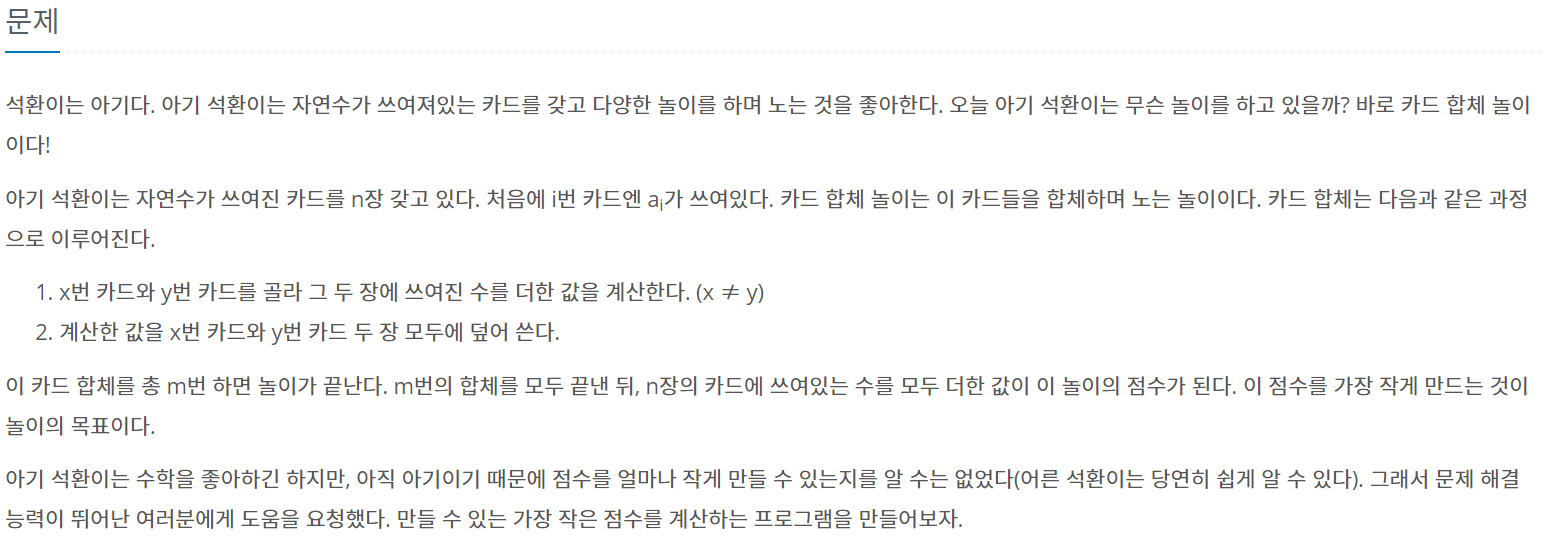 문제
석환이는 아기다. 아기 석환이는 자연수가 쓰여져있는 카드를 갖고 다양한 놀이를 하며 노는 것을 좋아한다. 오늘 아기 석환이는 무슨 놀이를 하고 있을까? 바로 카드 합체 놀이
이다!
아기 석환이는 자연수가 쓰여진 카드를 n장 갖고 있다. 처음에 i번 카드엔 ai가 쓰여있다. 카드 합체 놀이는 이 카드들을 합체하며 노는 놀이이다. 카드 합체는 다음과 같은 과정
으로 이루어진다.
1. x번 카드와 y번 카드를 골라 그 두 장에 쓰여진 수를 더한 값을 계산한다. (x ≠ y)
2. 계산한 값을 x번 카드와 y번 카드 두 장 모두에 덮어 쓴다.
이 카드 합체를 총 m번 하면 놀이가 끝난다. m번의 합체를 모두 끝낸 뒤, n장의 카드에 쓰여있는 수를 모두 더한 값이 이 놀이의 점수가 된다. 이 점수를 가장 작게 만드는 것이
놀이의 목표이다.
아기 석환이는 수학을 좋아하긴 하지만, 아직 아기이기 때문에 점수를 얼마나 작게 만들 수 있는지를 알 수는 없었다(어른 석환이는 당연히 쉽게 알 수 있다). 그래서 문제 해결
능력이 뛰어난 여러분에게 도움을 요청했다. 만들 수 있는 가장 작은 점수를 계산하는 프로그램을 만들어보자.